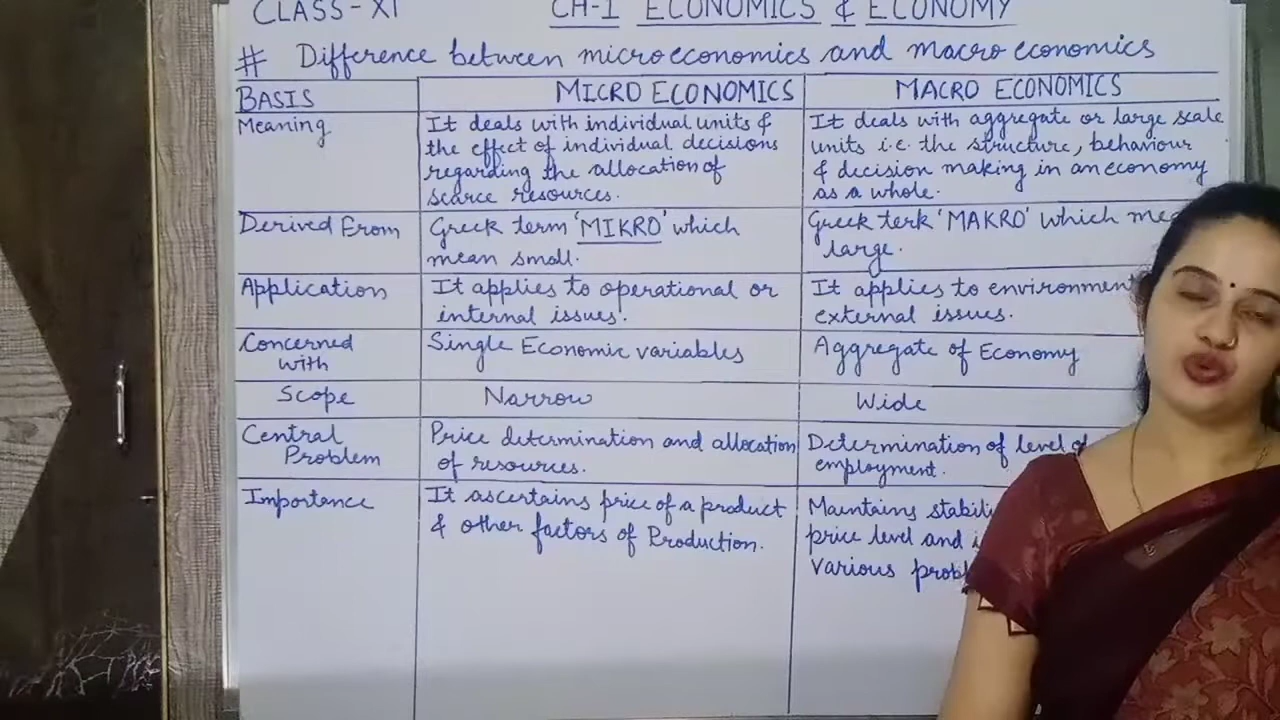 CLASS-XI CH-1 ECONOMICS & ECONOMY
# Difference between microeconomics and macro economics
BASIS
MICRO ECONOMICS
MACRO ECONOMICS
Meaning
It deals with individual units &
the effect of individual decisions
regarding the allocation of
scarce resources.
It deals with aggregate or large scale
units i.e. the structure, behaviour
& decision making in an economy
as a whole.
Derived From
Greek term 'MIKRO' which
mean small.
Greek terk 'MAKRO' which
large.
Application
It applies to operational or
internal issues.
It applies to environment
external issues.
Concerned
with
Single Economic variables
Aggregate of Economy
Scope
Narrow
Wide
Central
Problem
Price determination and allocation
of resources.
Determination of level of
employment.
Importance
It ascertains price of a product
& other factors of Production.
Maintains
price level and
various